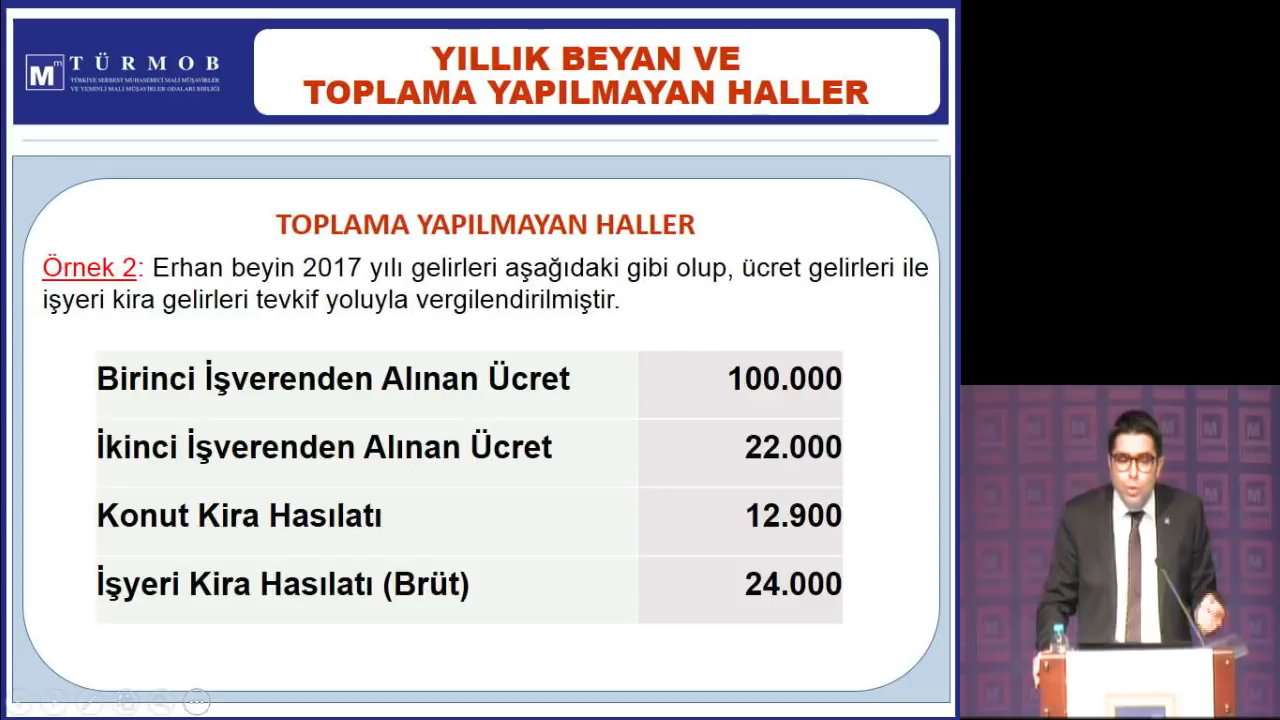 TÜRMOB
TÜRKİYE SERBEST MUHASEBECİ MALİ MÜŞAVİRLER
VE YEMİNLİ MALİ MÜŞAVİRLER ODALARI BİRLİĞİ
YILLIK BEYAN VE
TOPLAMA YAPILMAYAN HALLER
TOPLAMA YAPILMAYAN HALLER
Örnek 2: Erhan beyin 2017 yılı gelirleri aşağıdaki gibi olup, ücret gelirleri ile
işyeri kira gelirleri tevkif yoluyla vergilendirilmiştir.
Birinci İşverenden Alınan Ücret 100.000
İkinci İşverenden Alınan Ücret 22.000
Konut Kira Hasılatı 12.900
İşyeri Kira Hasılatı (Brüt) 24.000